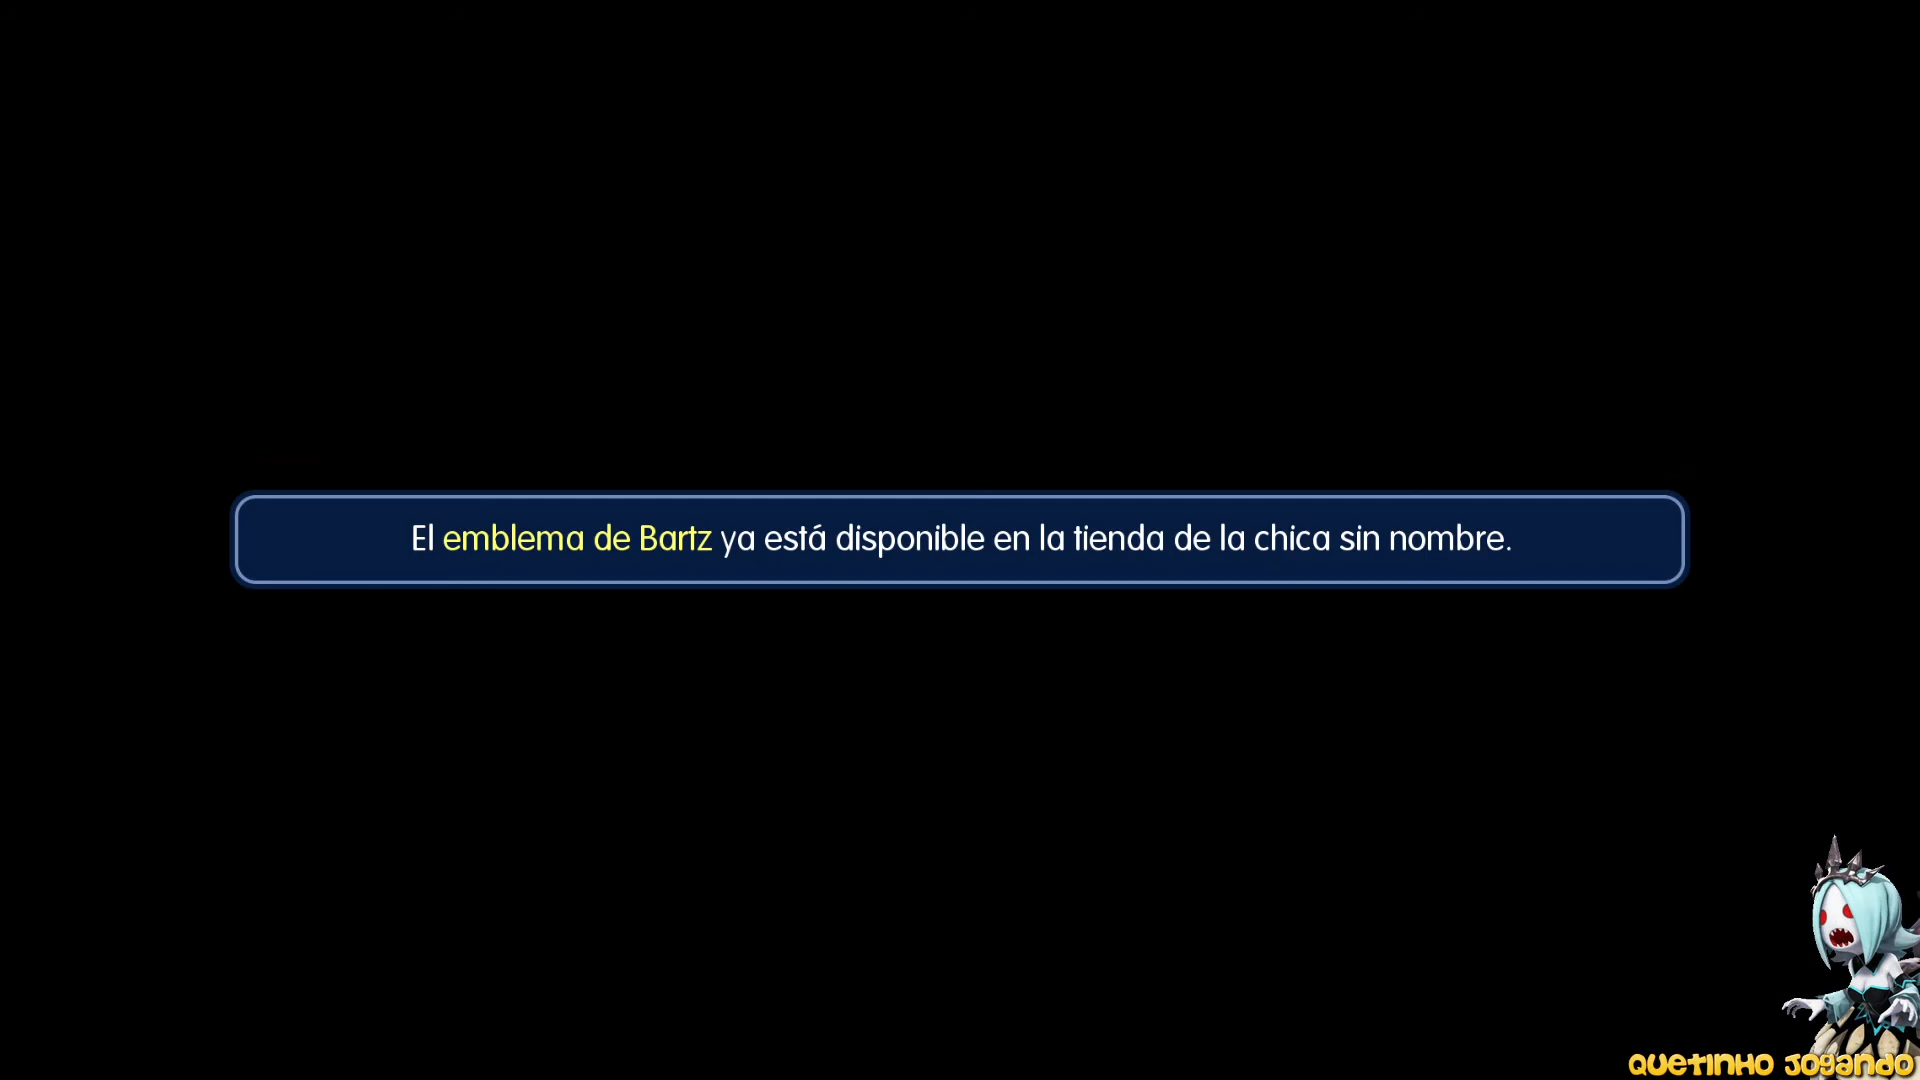 El emblema de Bartz ya está disponible en la tienda de la chica sin nombre.
QUETINHO JOGANDO